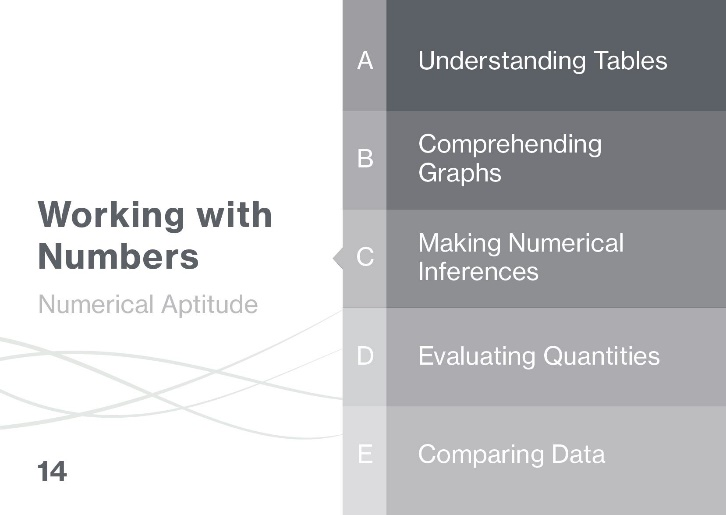 Working with
Numbers
Numerical Aptitude
14
A
Understanding Tables
B
Comprehending
Graphs
C
Making Numerical
Inferences
D
Evaluating Quantities
E
Comparing Data